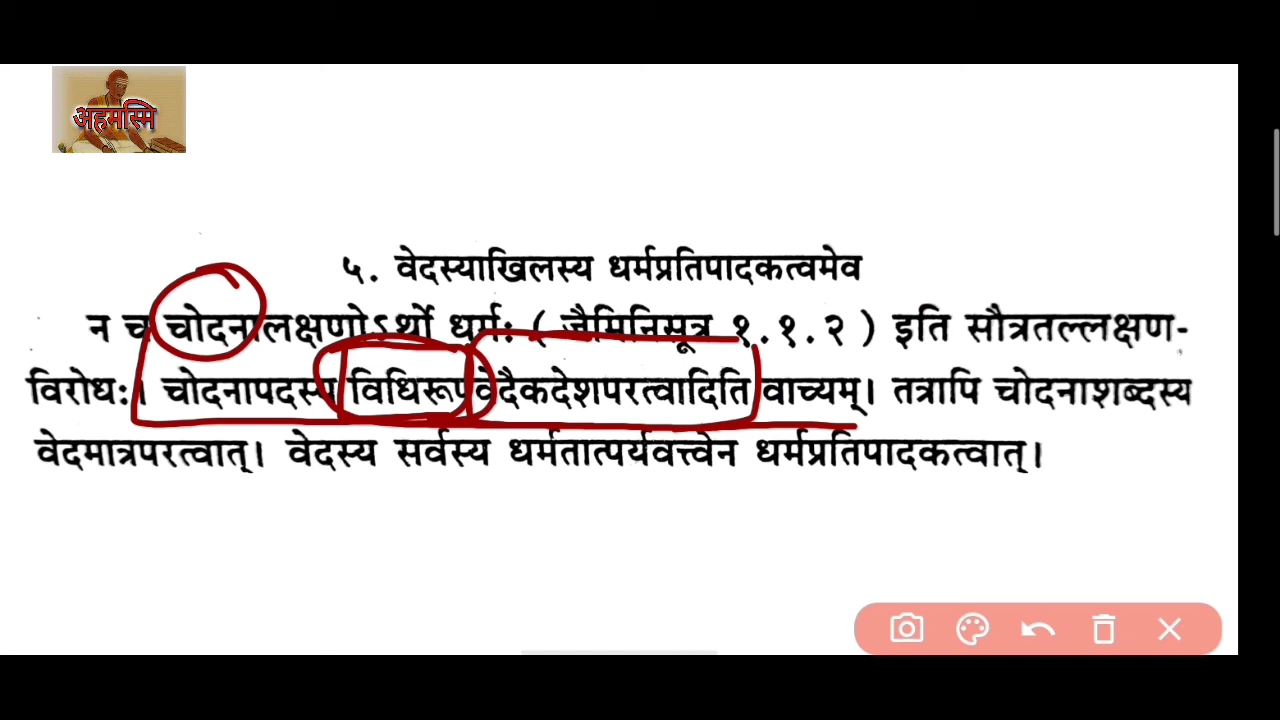 अहमस्मि
५. वेदस्याखिलस्य धर्मप्रतिपादकत्वमेव
न च चोदनालक्षणोऽर्थो धर्मः ( जैमिनिसूत्र १.१.२ ) इति सौत्रतल्लक्षण-
विरोधः। चोदनापदस्य विधिरूपवेदैकदेशपरत्वादिति वाच्यम्। तत्रापि चोदनाशब्दस्य
वेदमात्रपरत्वात्। वेदस्य सर्वस्य धर्मतात्पर्यवत्त्वेन धर्मप्रतिपादकत्वात्।